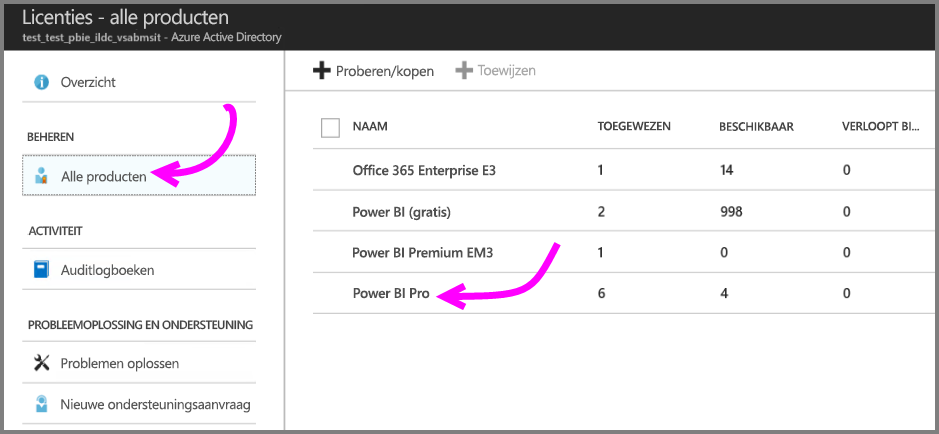 Licenties - alle producten
test_test_pbie_ildc_vsabmsit - Azure Active Directory
Overzicht
BEHEREN
Alle producten
ACTIVITEIT
Auditlogboeken
PROBLEEMOPLOSSING EN ONDERSTEUNING
Problemen oplossen
Nieuwe ondersteuningsaanvraag
Proberen/kopen Toewijzen
NAAM TOEGEWEZEN BESCHIKBAAR VERLOOPT BI...
Office 365 Enterprise E3 1 14 0
Power BI (gratis) 2 998 0
Power BI Premium EM3 1 0 0
Power BI Pro 6 4 0